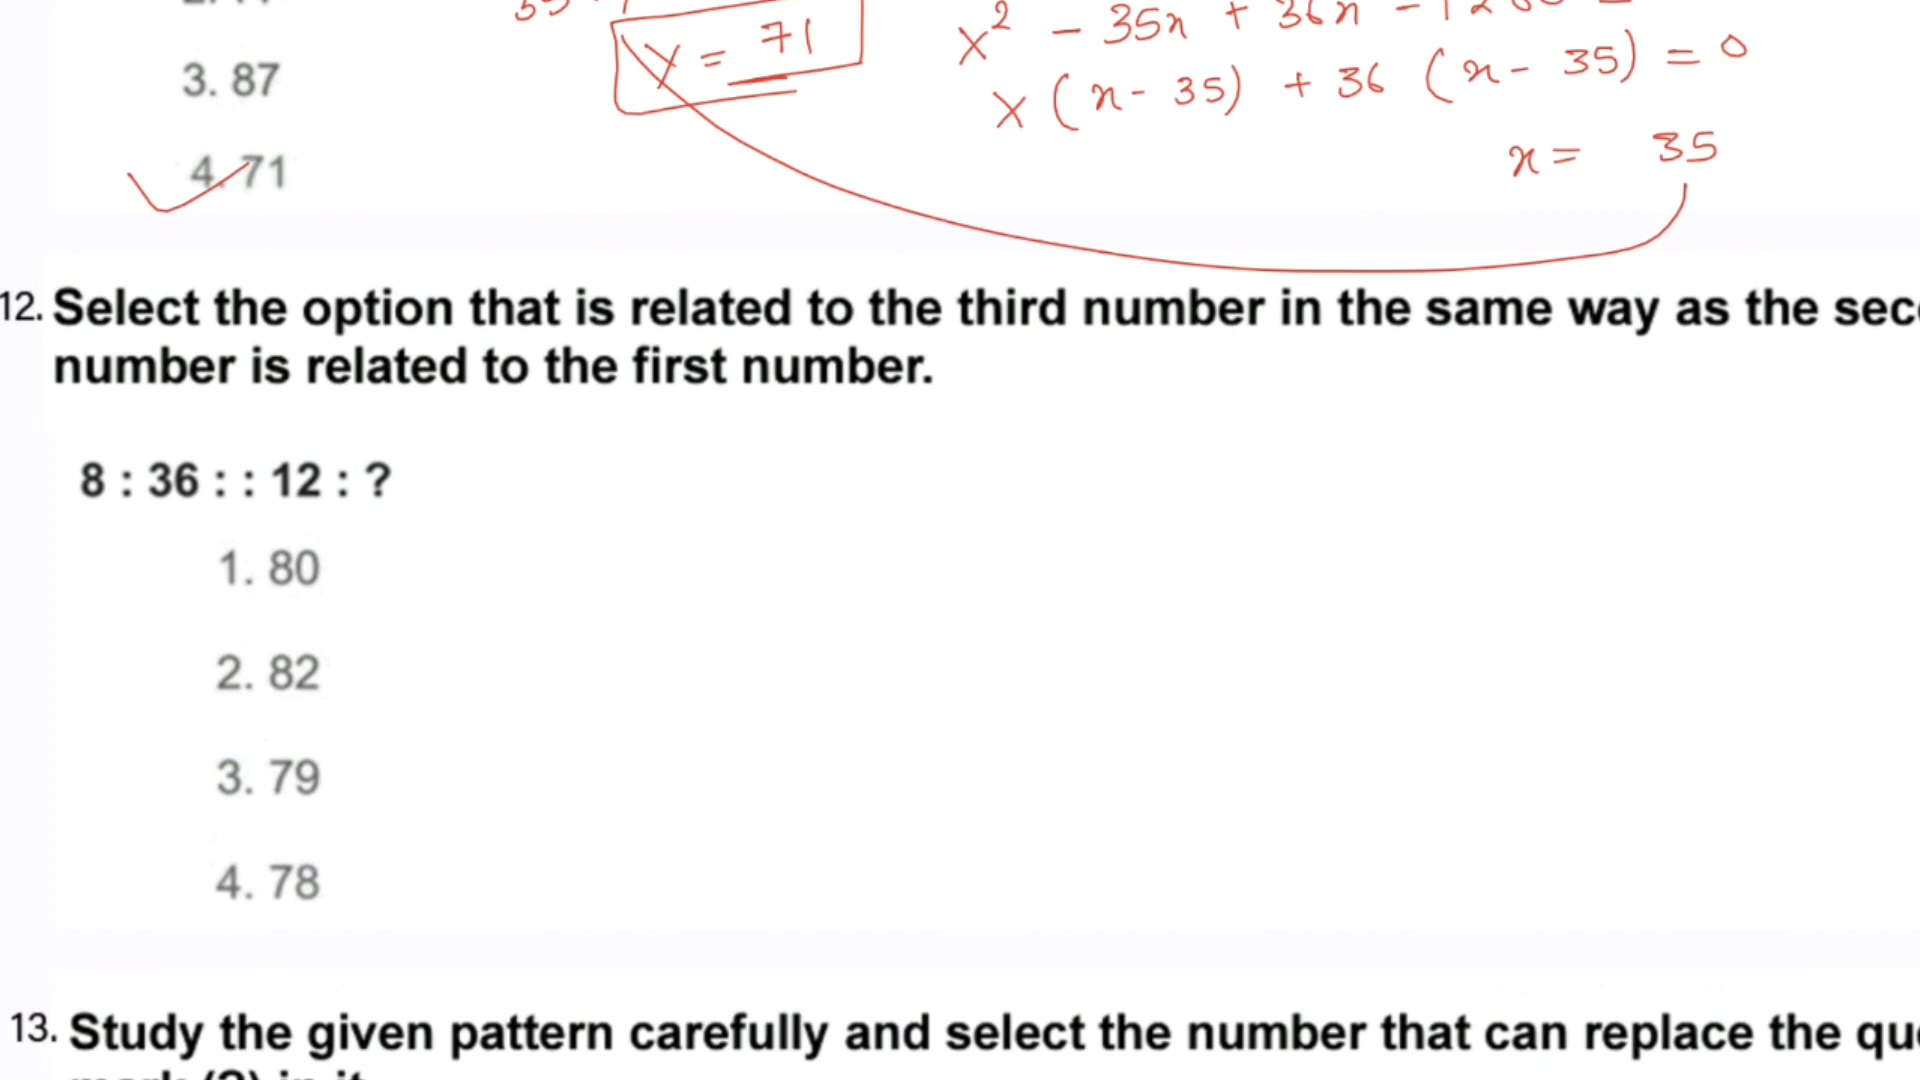 x² - 35x + 36x -
3. 87
y = 71
x (x - 35) + 36 (x - 35) = 0
4. 71
x = 35
12. Select the option that is related to the third number in the same way as the
number is related to the first number.
8 : 36 : : 12 : ?
1. 80
2. 82
3. 79
4. 78
13. Study the given pattern carefully and select the number that can replace the